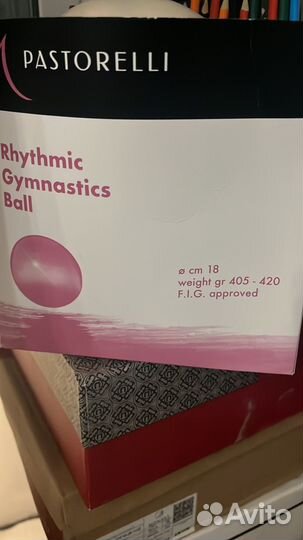 PASTORELLI
Rhythmic
Gymnastics
Ball
ø cm 18
weight gr 405 - 420
F.I.G. approved
Avito